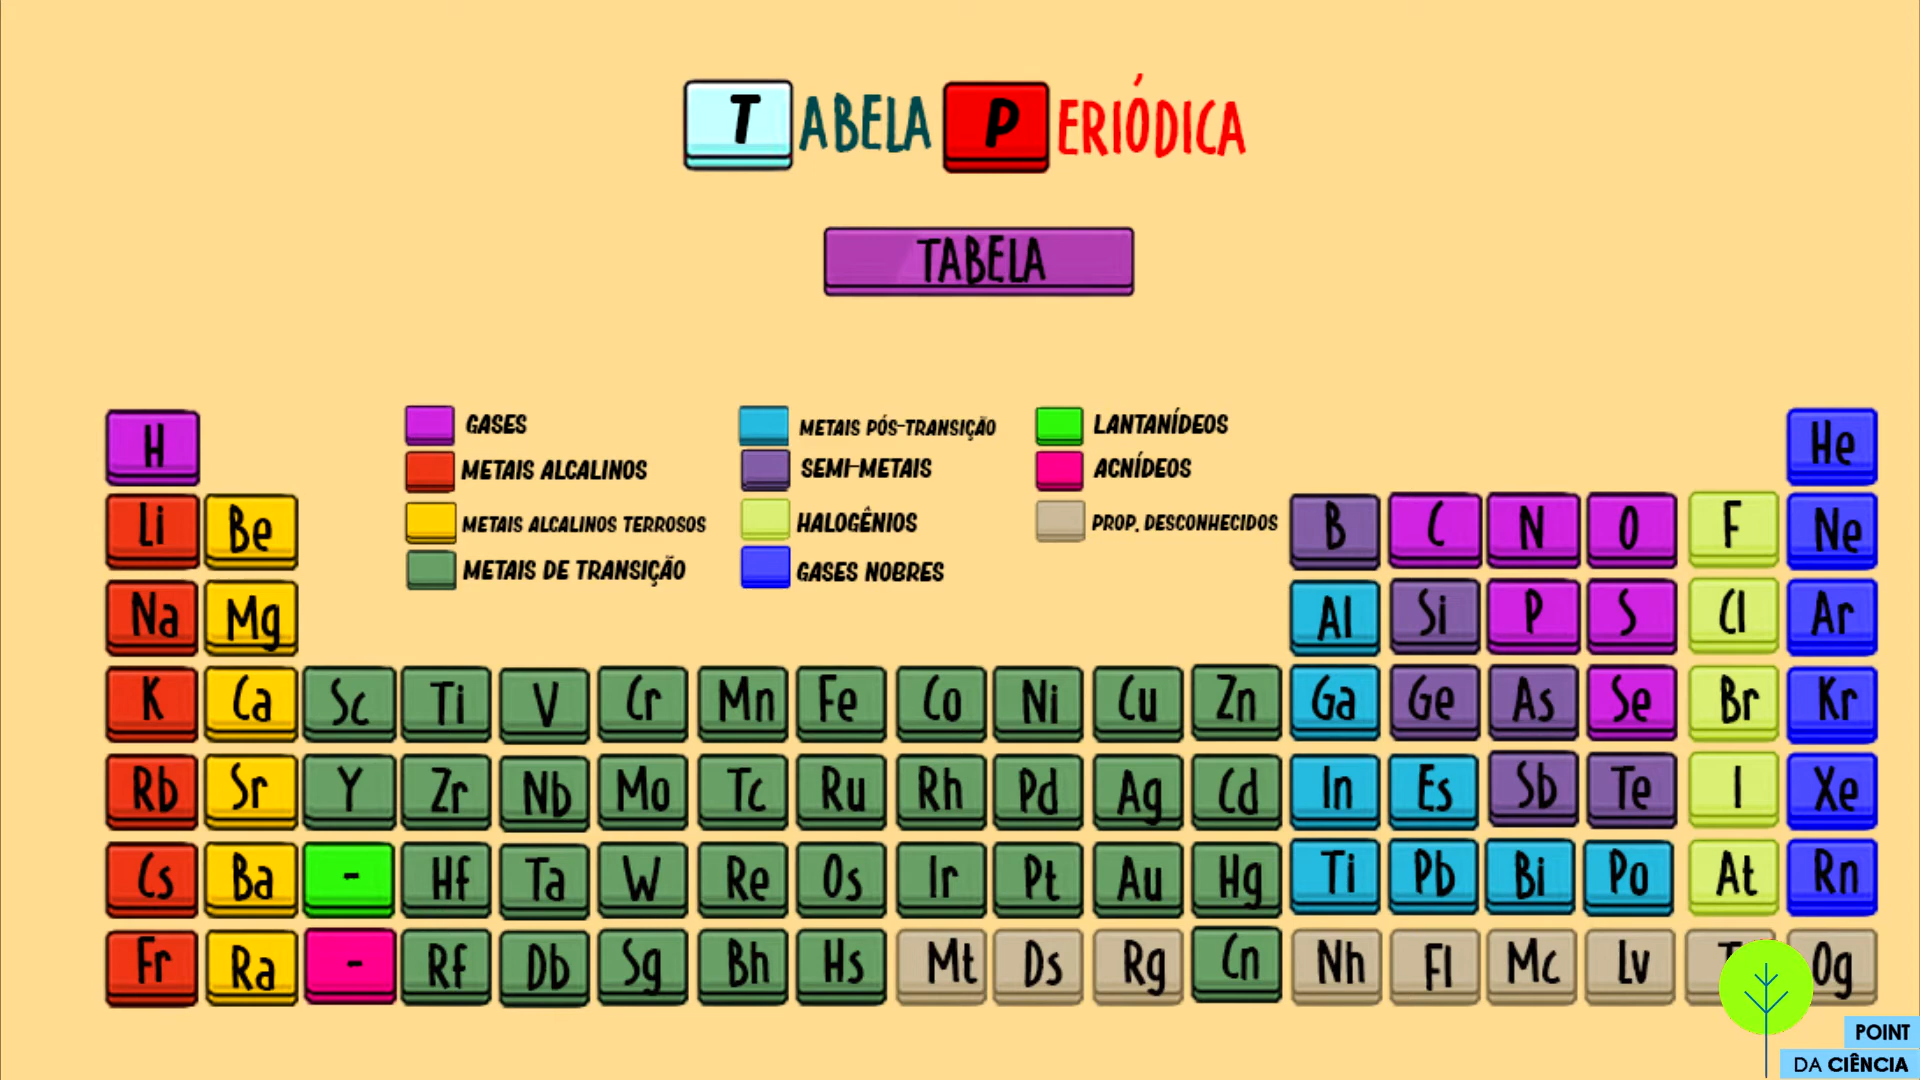 TABELA PERIÓDICA
TABELA
GASES METAIS PÓS-TRANSIÇÃO LANTANÍDEOS
H He
METAIS ALCALINOS SEMI-METAIS ACNÍDEOS
METAIS ALCALINOS TERROSOS HALOGÊNIOS PROP. DESCONHECIDOS
Li Be B C N O F Ne
METAIS DE TRANSIÇÃO GASES NOBRES
Na Mg Al Si P S Cl Ar
K Ca Sc Ti V Cr Mn Fe Co Ni Cu Zn Ga Ge As Se Br Kr
Rb Sr Y Zr Nb Mo Tc Ru Rh Pd Ag Cd In Es Sb Te I Xe
Cs Ba - Hf Ta W Re Os Ir Pt Au Hg Ti Pb Bi Po At Rn
Fr Ra - Rf Db Sg Bh Hs Mt Ds Rg Cn Nh Fl Mc Lv Og
POINT
DA CIÊNCIA